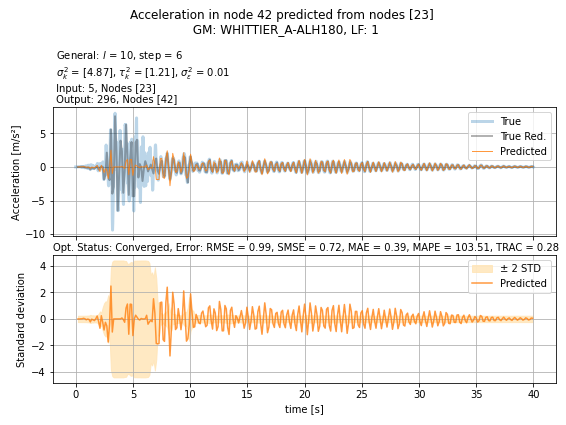 Acceleration in node 42 predicted from nodes [23]
GM: WHITTIER_A-ALH180, LF: 1
General: l = 10, step = 6
σ²ₖ = [4.87], τ²ₖ = [1.21], σ²ε = 0.01
Input: 5, Nodes [23]
Output: 296, Nodes [42]
True
True Red.
Predicted
5
0
−5
−10
Acceleration [m/s²]
Opt. Status: Converged, Error: RMSE = 0.99, SMSE = 0.72, MAE = 0.39, MAPE = 103.51, TRAC = 0.28
± 2 STD
Predicted
4
2
0
−2
−4
Standard deviation
0 5 10 15 20 25 30 35 40
time [s]